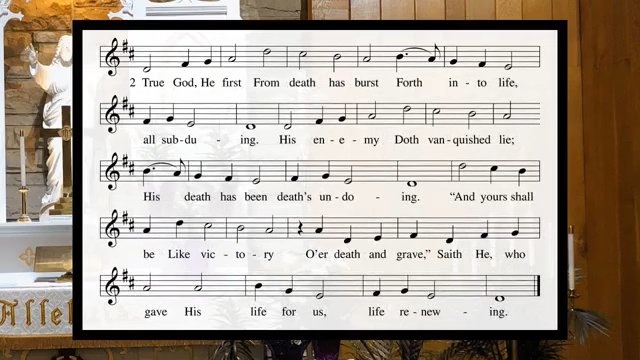 2 True God, He first From death has burst Forth in - to life,
all sub - du - ing. His en - e - my Doth van - quished lie;
His death has been death's un - do - ing. "And yours shall
be Like vic - to - ry O'er death and grave," Saith He, who
gave His life for us, life re - new - ing.
Allel